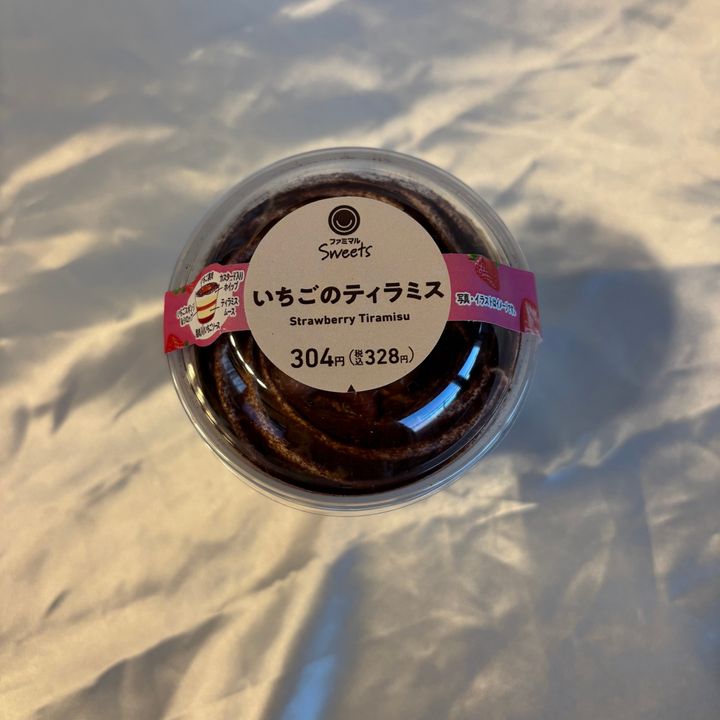 ファミマル
Sweets
いちごのティラミス
Strawberry Tiramisu
304円(税込328円)
カスタード入り
ホイップ
ティラミス
ムース
写真・イラストはイメージです。